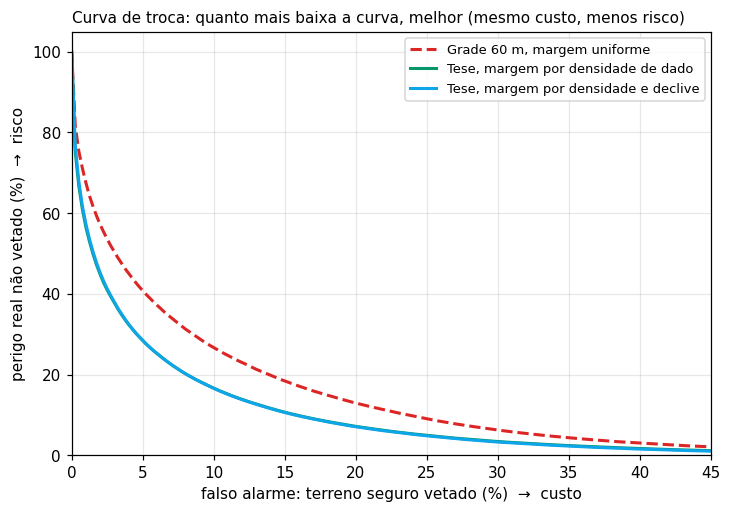 Curva de troca: quanto mais baixa a curva, melhor (mesmo custo, menos risco)
Grade 60 m, margem uniforme
Tese, margem por densidade de dado
Tese, margem por densidade e declive
perigo real não vetado (%) → risco
100
80
60
40
20
0
0 5 10 15 20 25 30 35 40 45
falso alarme: terreno seguro vetado (%) → custo